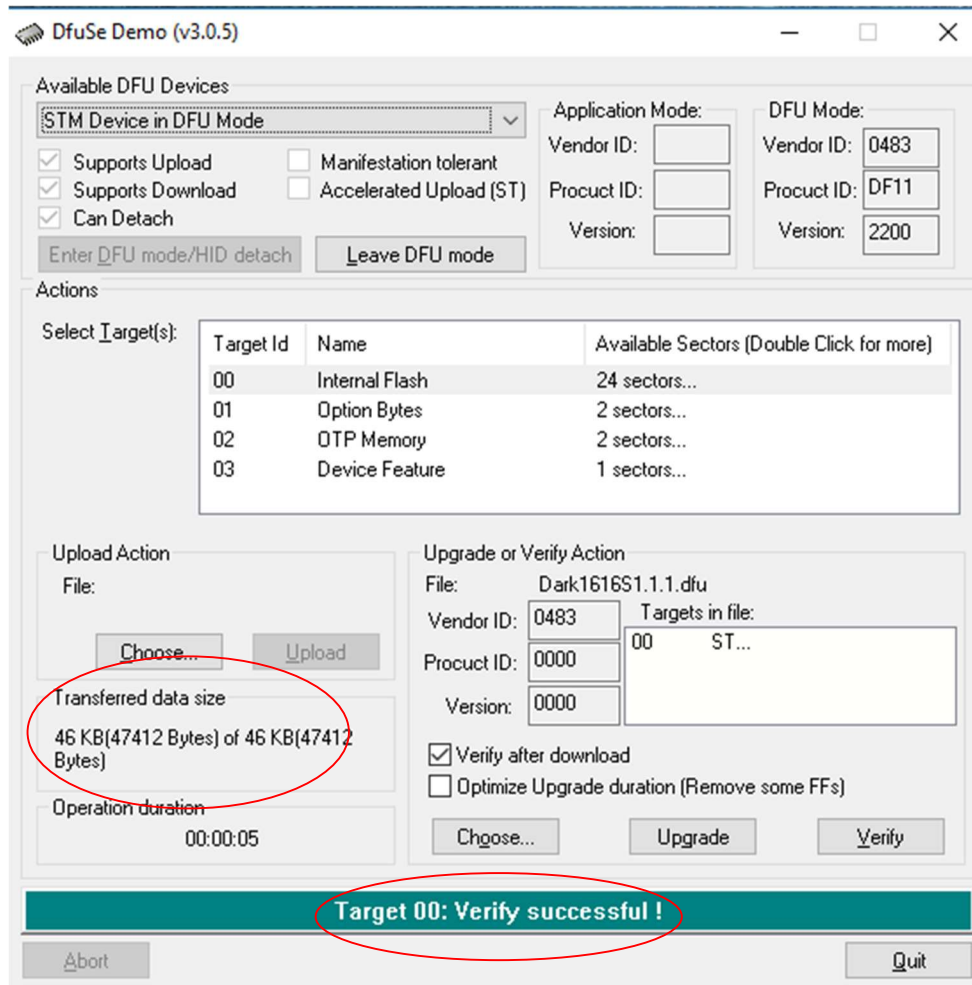 DfuSe Demo (v3.0.5)
Available DFU Devices
STM Device in DFU Mode
Supports Upload
Manifestation tolerant
Supports Download
Accelerated Upload (ST)
Can Detach
Enter DFU mode/HID detach
Leave DFU mode
Application Mode:
Vendor ID:
Procuct ID:
Version:
DFU Mode:
Vendor ID: 0483
Procuct ID: DF11
Version: 2200
Actions
Select Target(s):
Target Id Name Available Sectors (Double Click for more)
00 Internal Flash 24 sectors...
01 Option Bytes 2 sectors...
02 OTP Memory 2 sectors...
03 Device Feature 1 sectors...
Upload Action
File:
Choose...
Upload
Transferred data size
46 KB(47412 Bytes) of 46 KB(47412
Bytes)
Operation duration
00:00:05
Upgrade or Verify Action
File: Dark1616S1.1.1.dfu
Vendor ID: 0483
Procuct ID: 0000
Version: 0000
Targets in file:
00 ST...
Verify after download
Optimize Upgrade duration (Remove some FFs)
Choose...
Upgrade
Verify
Target 00: Verify successful !
Abort
Quit